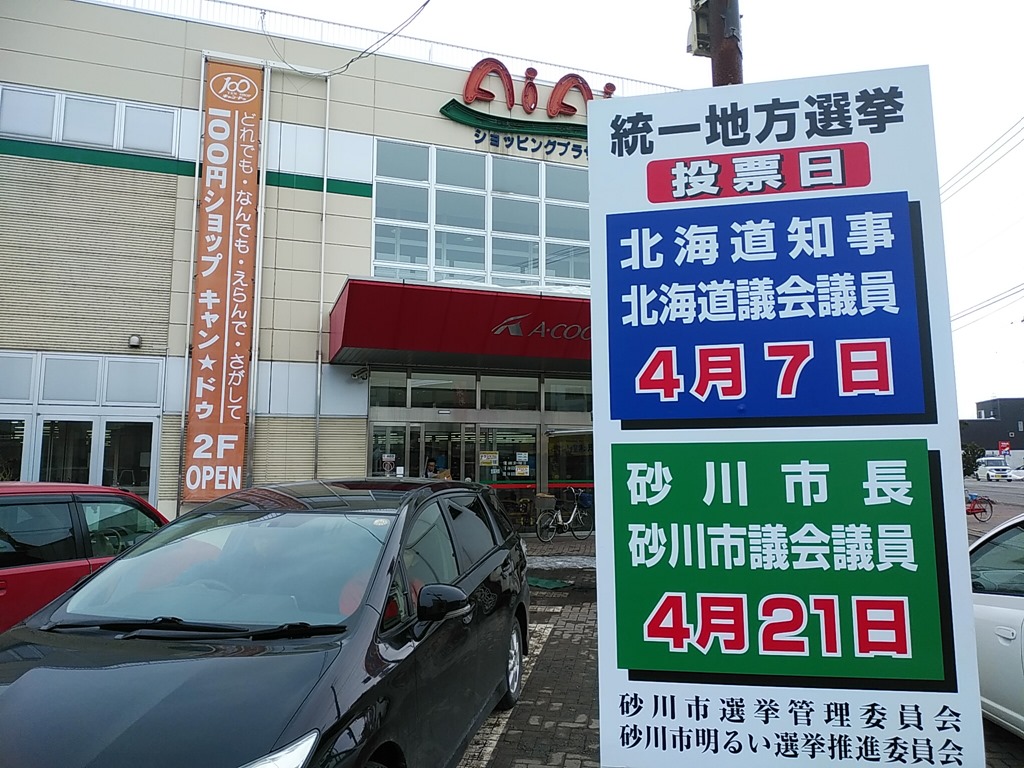 100
どれでも・なんでも・えらんで・さがして
100円ショップ キャン★ドゥ
2F
OPEN
AiAi
ショッピングプラ
A・COO
統一地方選挙
投票日
北海道知事
北海道議会議員
4月7日
砂川市長
砂川市議会議員
4月21日
砂川市選挙管理委員会
砂川市明るい選挙推進委員会